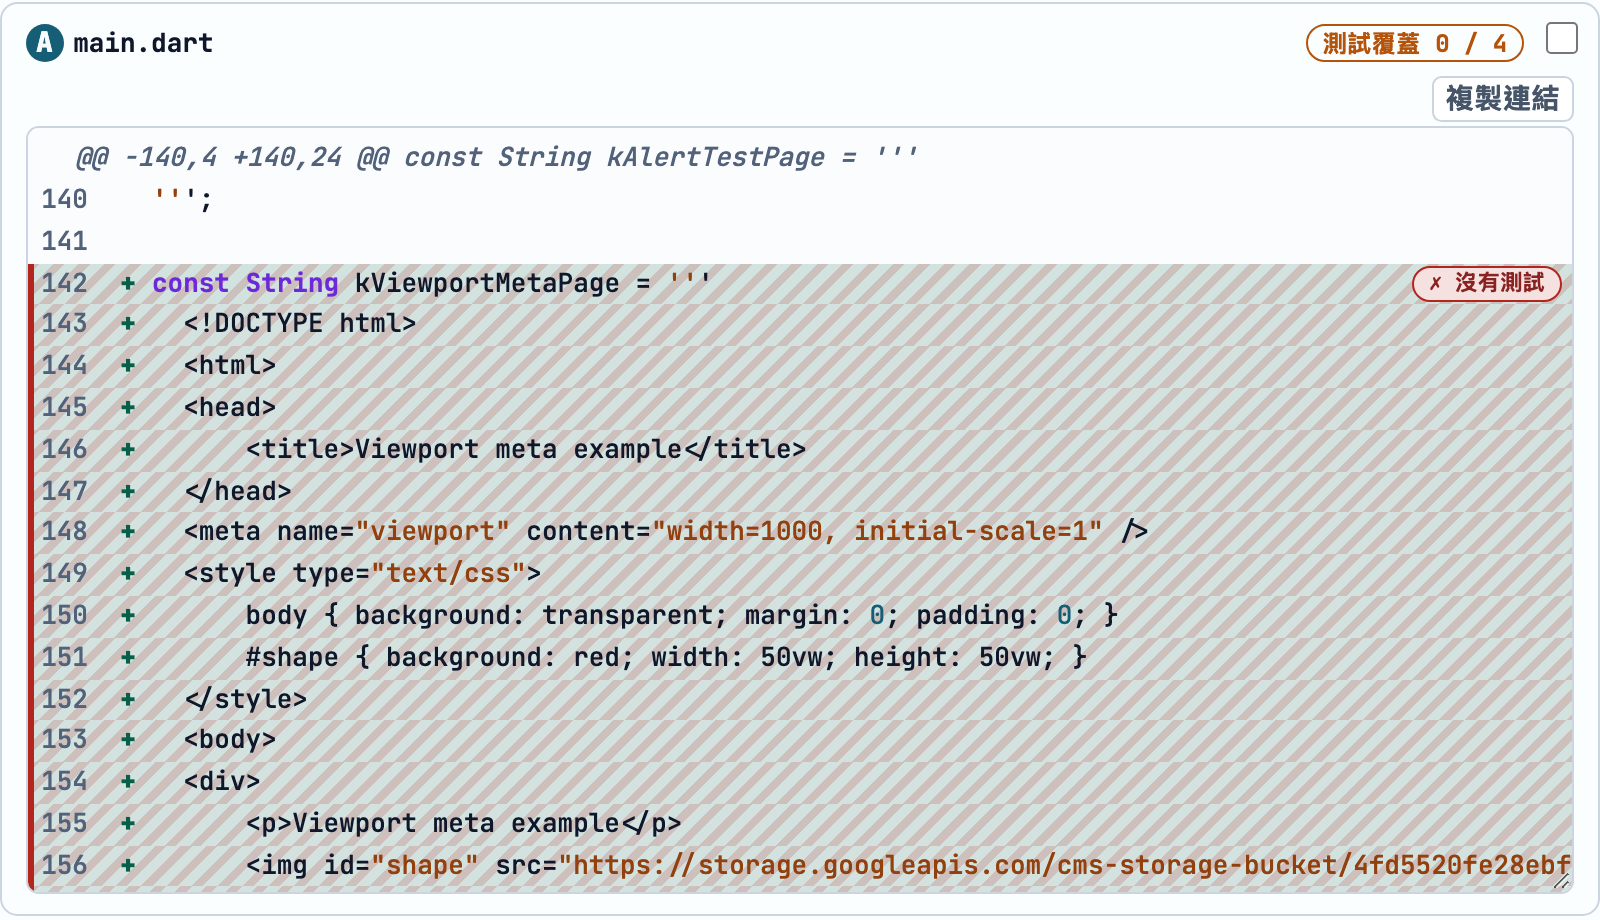 A main.dart
測試覆蓋 0 / 4
複製連結
@@ -140,4 +140,24 @@ const String kAlertTestPage = '''
140 ''';
141
142 + const String kViewportMetaPage = ''' ✗ 沒有測試
143 + <!DOCTYPE html>
144 + <html>
145 + <head>
146 + <title>Viewport meta example</title>
147 + </head>
148 + <meta name="viewport" content="width=1000, initial-scale=1" />
149 + <style type="text/css">
150 + body { background: transparent; margin: 0; padding: 0; }
151 + #shape { background: red; width: 50vw; height: 50vw; }
152 + </style>
153 + <body>
154 + <div>
155 + <p>Viewport meta example</p>
156 + <img id="shape" src="https://storage.googleapis.com/cms-storage-bucket/4fd5520fe28ebf